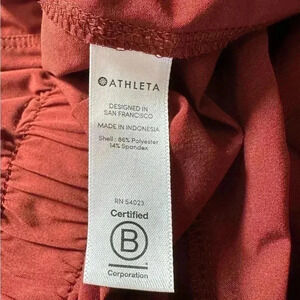 ATHLETA
DESIGNED IN
SAN FRANCISCO
MADE IN INDONESIA
Shell: 86% Polyester
14% Spandex
RN 54023
Certified
B
Corporation